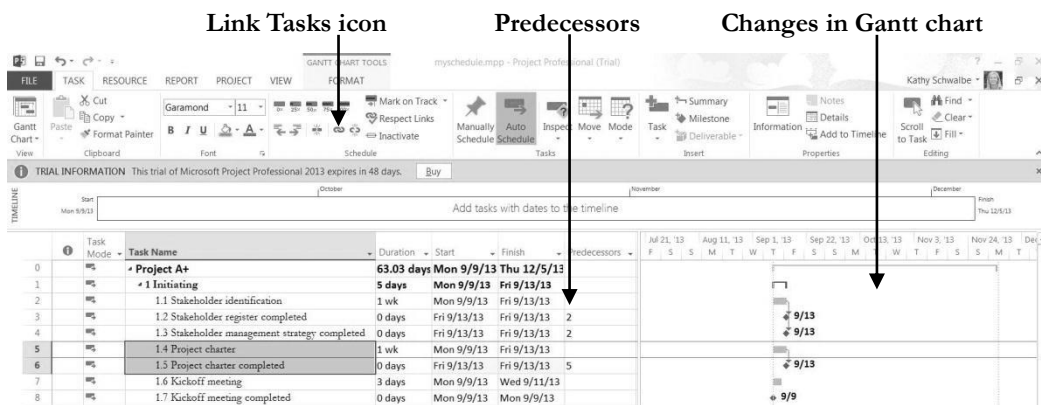 Link Tasks icon Predecessors Changes in Gantt chart
GANTT CHART TOOLS myschedule.mpp - Project Professional (Trial)
FILE TASK RESOURCE REPORT PROJECT VIEW FORMAT Kathy Schwalbe
Cut Garamond 11 Mark on Track Summary Notes Find
Copy Respect Links Milestone Details Clear
Format Painter B I U A Inactivate Deliverable Add to Timeline Fill
Gantt Chart Paste Manually Schedule Auto Schedule Inspect Move Mode Task Information Scroll to Task
View Clipboard Font Schedule Tasks Insert Properties Editing
TRIAL INFORMATION This trial of Microsoft Project Professional 2013 expires in 48 days. Buy
TIMELINE October November December
Start Finish
Mon 9/9/13 Add tasks with dates to the timeline Thu 12/5/13
Task Mode Task Name Duration Start Finish Predecessors Jul 21, '13 Aug 11, '13 Sep 1, '13 Sep 22, '13 Oct 13, '13 Nov 3, '13 Nov 24, '13
F S S M T W T F S S M T W T F S S M T
0 Project A+ 63.03 days Mon 9/9/13 Thu 12/5/13
1 1 Initiating 5 days Mon 9/9/13 Fri 9/13/13
2 1.1 Stakeholder identification 1 wk Mon 9/9/13 Fri 9/13/13
3 1.2 Stakeholder register completed 0 days Fri 9/13/13 Fri 9/13/13 2 9/13
4 1.3 Stakeholder management strategy completed 0 days Fri 9/13/13 Fri 9/13/13 2 9/13
5 1.4 Project charter 1 wk Mon 9/9/13 Fri 9/13/13
6 1.5 Project charter completed 0 days Fri 9/13/13 Fri 9/13/13 5 9/13
7 1.6 Kickoff meeting 3 days Mon 9/9/13 Wed 9/11/13
8 1.7 Kickoff meeting completed 0 days Mon 9/9/13 Mon 9/9/13 9/9